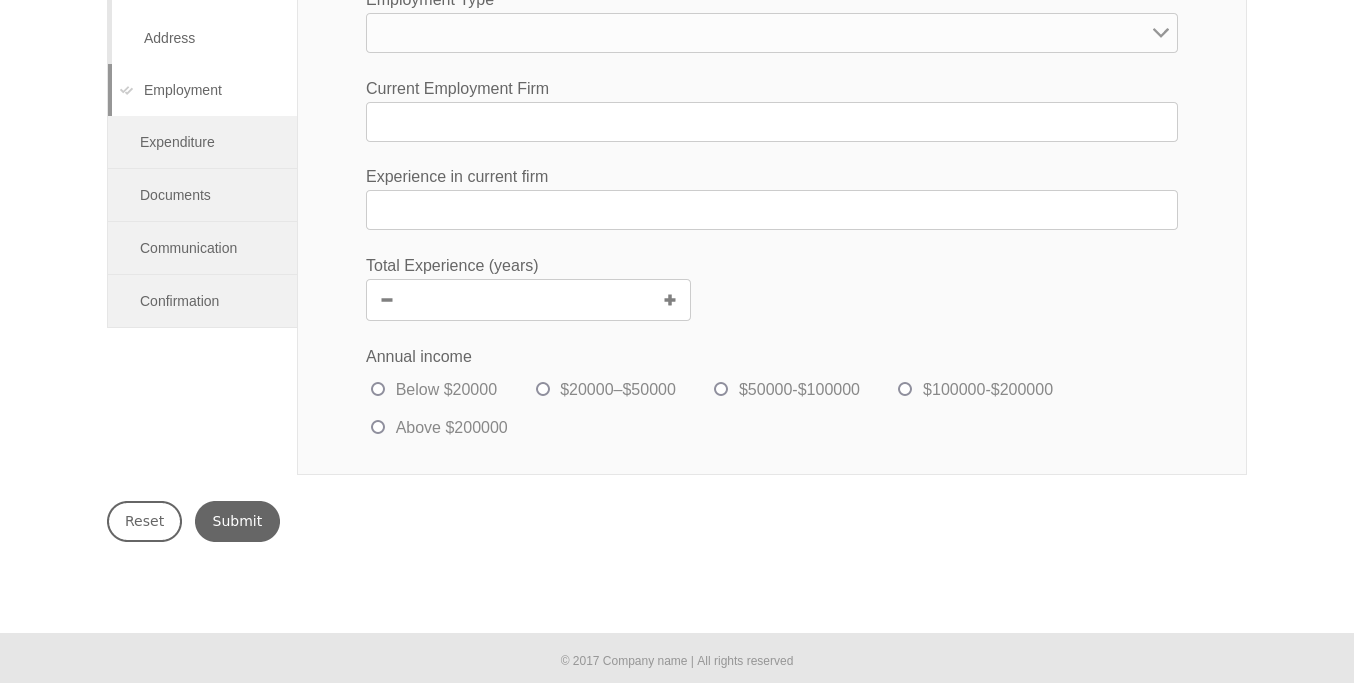 Employment Type
Address
Employment
Expenditure
Documents
Communication
Confirmation
Current Employment Firm
Experience in current firm
Total Experience (years)
Annual income
Below $20000
$20000–$50000
$50000-$100000
$100000-$200000
Above $200000
Reset
Submit
© 2017 Company name | All rights reserved